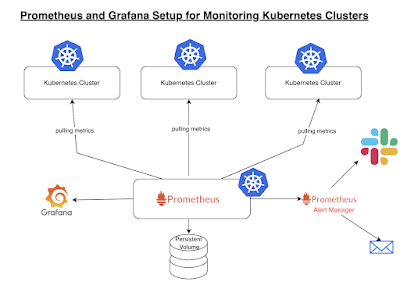 Prometheus and Grafana Setup for Monitoring Kubernetes Clusters
Kubernetes Cluster
Kubernetes Cluster
Kubernetes Cluster
pulling metrics
pulling metrics
pulling metrics
Grafana
Prometheus
Prometheus
Alert Manager
Persistent
Volume